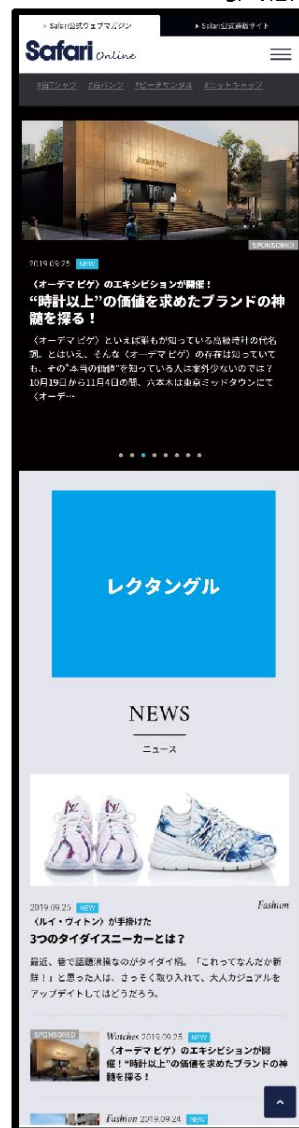 Safari公式ウェブマガジン
Safari公式通販サイト
Safari Online
#白Tシャツ #白パンツ #ビーチサンダル #ニットキャップ
AUDEMARS PIGUET
SPONSORED
2019.09.25 NEW
〈オーデマ ピゲ〉のエキシビションが開催!
“時計以上”の価値を求めたブランドの神
髄を探る!
〈オーデマ ピゲ〉といえば誰もが知っている高級時計の代名
詞。とはいえ、そんな〈オーデマ ピゲ〉の存在は知っていて
も、その“本当の価値”を知っている人は案外少ないのでは?
10月19日から11月4日の間、六本木は東京ミッドタウンにて
〈オーデ…
レクタングル
NEWS
ニュース
2019.09.25 NEW
Fashion
〈ルイ・ヴィトン〉が手掛けた
3つのタイダイスニーカーとは?
最近、巷で話題沸騰なのがタイダイ柄。「これってなんだか新
鮮!」と思った人は、さっそく取り入れて、大人カジュアルを
アップデイトしてはどうだろう。
SPONSORED
Watches 2019.09.25 NEW
〈オーデマ ピゲ〉のエキシビションが開
催!“時計以上”の価値を求めたブランドの神
髄を探る!
Fashion 2019.09.24 NEW